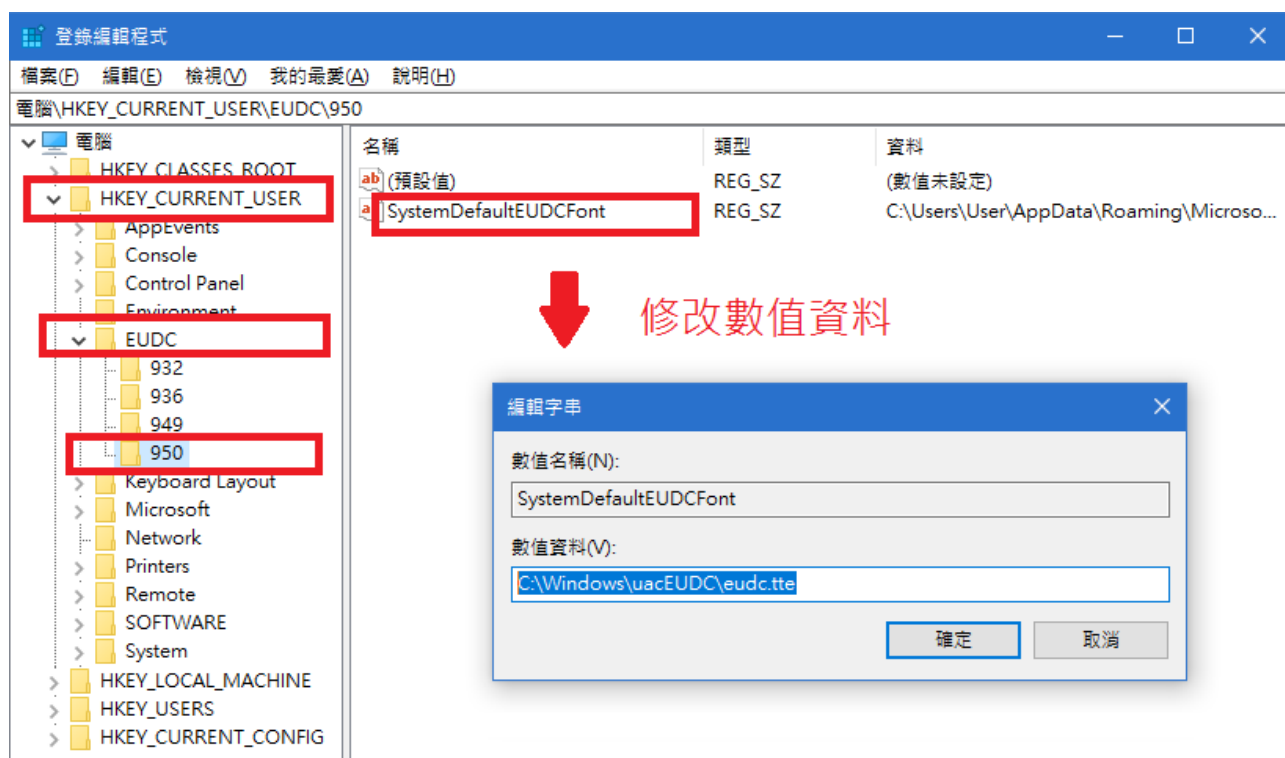 登錄編輯程式
檔案(F) 編輯(E) 檢視(V) 我的最愛(A) 說明(H)
電腦\HKEY_CURRENT_USER\EUDC\950
電腦
HKEY_CLASSES_ROOT
HKEY_CURRENT_USER
AppEvents
Console
Control Panel
Environment
EUDC
932
936
949
950
Keyboard Layout
Microsoft
Network
Printers
Remote
SOFTWARE
System
HKEY_LOCAL_MACHINE
HKEY_USERS
HKEY_CURRENT_CONFIG
名稱 類型 資料
ab (預設值) REG_SZ (數值未設定)
SystemDefaultEUDCFont REG_SZ C:\Users\User\AppData\Roaming\Microso...
修改數值資料
編輯字串
數值名稱(N):
SystemDefaultEUDCFont
數值資料(V):
C:\Windows\uacEUDC\eudc.tte
確定 取消